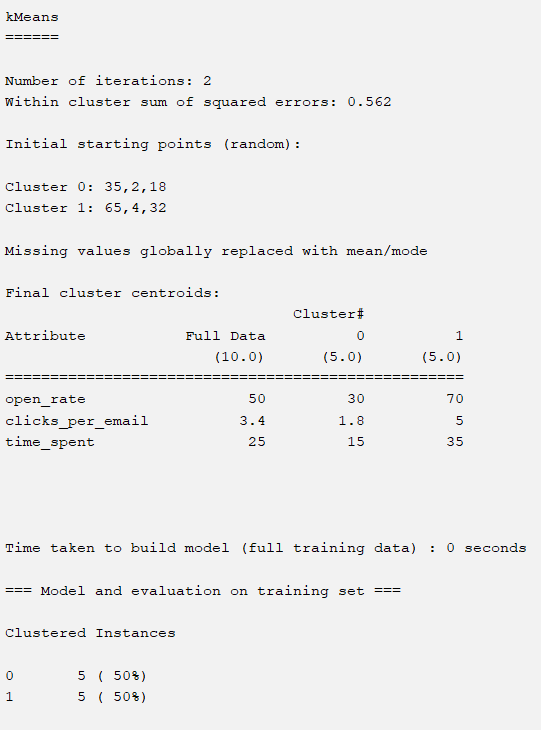 kMeans
======
Number of iterations: 2
Within cluster sum of squared errors: 0.562
Initial starting points (random):
Cluster 0: 35,2,18
Cluster 1: 65,4,32
Missing values globally replaced with mean/mode
Final cluster centroids:
                                Cluster#
Attribute           Full Data          0          1
                       (10.0)      (5.0)      (5.0)
===================================================
open_rate                  50         30         70
clicks_per_email          3.4        1.8          5
time_spent                 25         15         35
Time taken to build model (full training data) : 0 seconds
=== Model and evaluation on training set ===
Clustered Instances
0       5 ( 50%)
1       5 ( 50%)